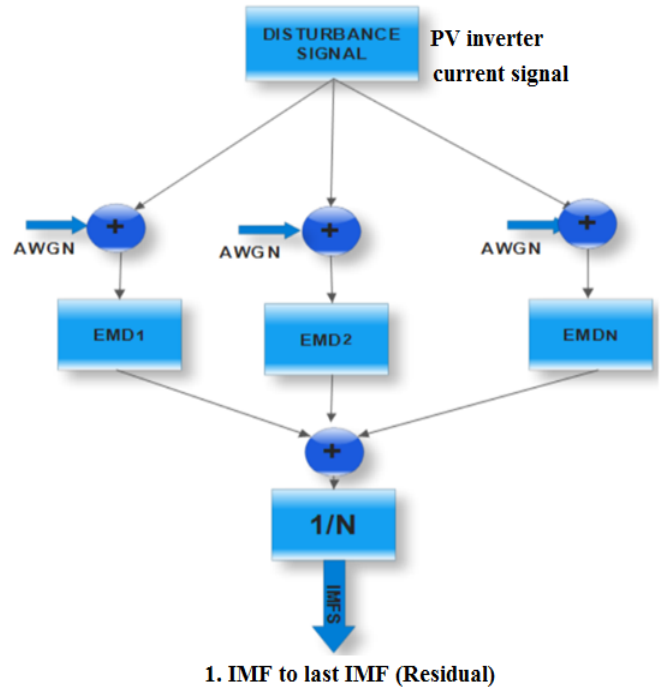 DISTURBANCE
SIGNAL
PV inverter
current signal
+
+
+
AWGN
AWGN
AWGN
EMD1
EMD2
EMDN
+
1/N
IMFS
1. IMF to last IMF (Residual)